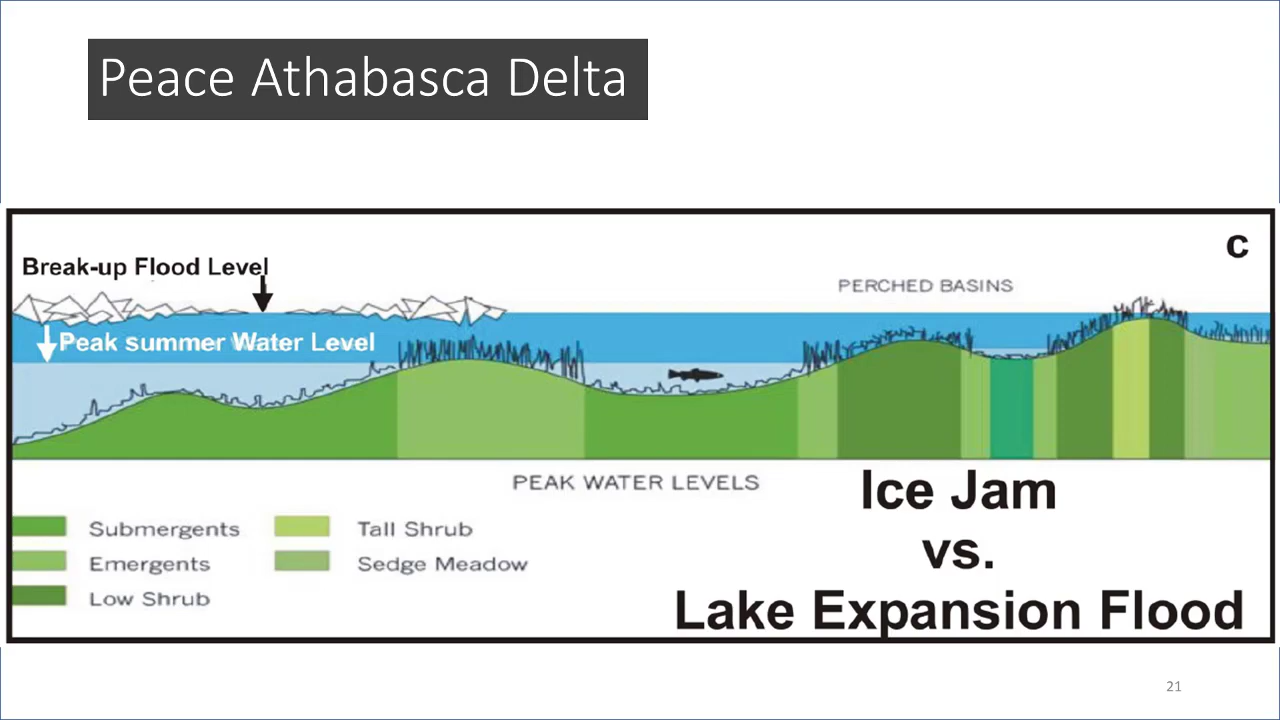 Peace Athabasca Delta
c
Break-up Flood Level
PERCHED BASINS
Peak summer Water Level
PEAK WATER LEVELS
Ice Jam
vs.
Lake Expansion Flood
Submergents
Tall Shrub
Emergents
Sedge Meadow
Low Shrub
21